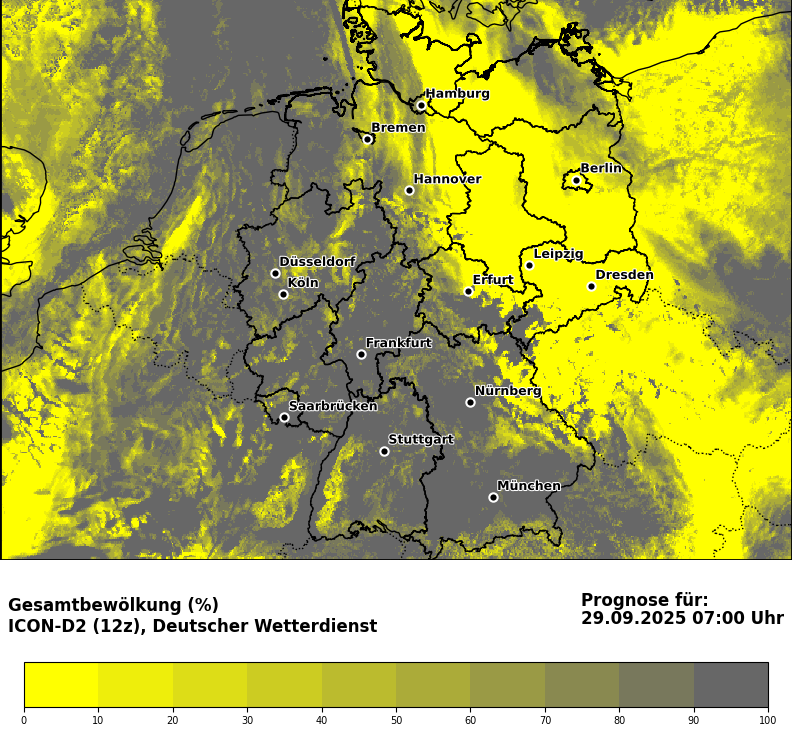 Hamburg
Bremen
Berlin
Hannover
Leipzig
Düsseldorf
Dresden
Erfurt
Köln
Frankfurt
Nürnberg
Saarbrücken
Stuttgart
München
Gesamtbewölkung (%)
ICON-D2 (12z), Deutscher Wetterdienst
Prognose für:
29.09.2025 07:00 Uhr
0 10 20 30 40 50 60 70 80 90 100